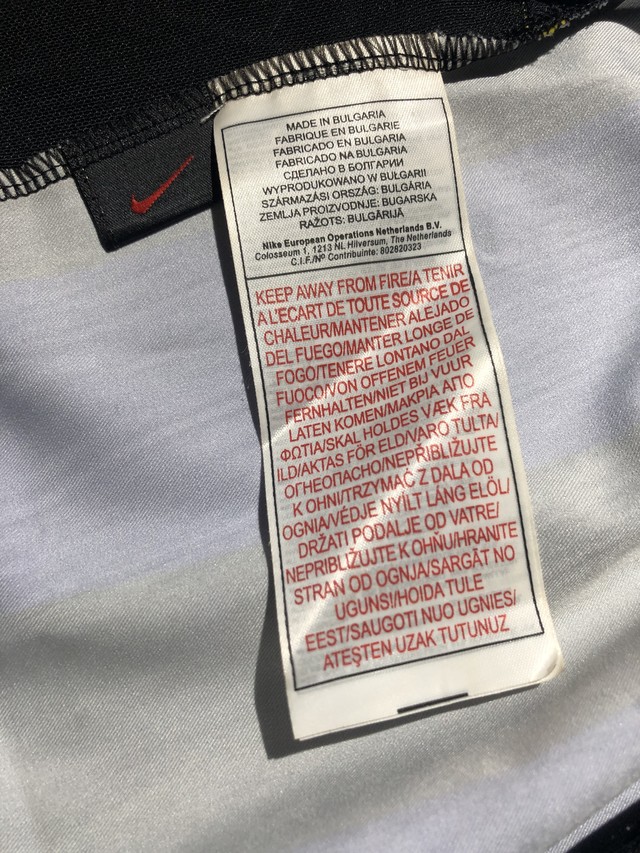 MADE IN BULGARIA
FABRIQUE EN BULGARIE
FABRICADO EN BULGARIA
FABRICADO NA BULGARIA
СДЕЛАНО В БОЛГАРИИ
WYPRODUKOWANO W BUŁGARII
SZÁRMAZÁSI ORSZÁG: BULGÁRIA
ZEMLJA PROIZVODNJE: BUGARSKA
RAŽOTS: BULGĀRIJĀ
Nike European Operations Netherlands B.V.
Colosseum 1, 1213 NL Hilversum, The Netherlands
C.I.F./Nº Contribuinte: 802620323
KEEP AWAY FROM FIRE/A TENIR
A L'ECART DE TOUTE SOURCE DE
CHALEUR/MANTENER ALEJADO
DEL FUEGO/MANTER LONGE DE
FOGO/TENERE LONTANO DAL
FUOCO/VON OFFENEM FEUER
FERNHALTEN/NIET BIJ VUUR
LATEN KOMEN/ΜΑΚΡΙΑ ΑΠΟ
ΦΩΤΙΑ/SKAL HOLDES VÆK FRA
ILD/AKTAS FÖR ELD/VARO TULTA/
ОГНЕОПАСНО/NEPŘIBLIŽUJTE
K OHNI/TRZYMAĆ Z DALA OD
OGNIA/VÉDJE NYÍLT LÁNG ELŐL/
DRŽATI PODALJE OD VATRE/
NEPRIBLIŽUJTE K OHŇU/HRANITE
STRAN OD OGNJA/SARGĀT NO
UGUNS!/HOIDA TULE
EEST/SAUGOTI NUO UGNIES/
ATEŞTEN UZAK TUTUNUZ